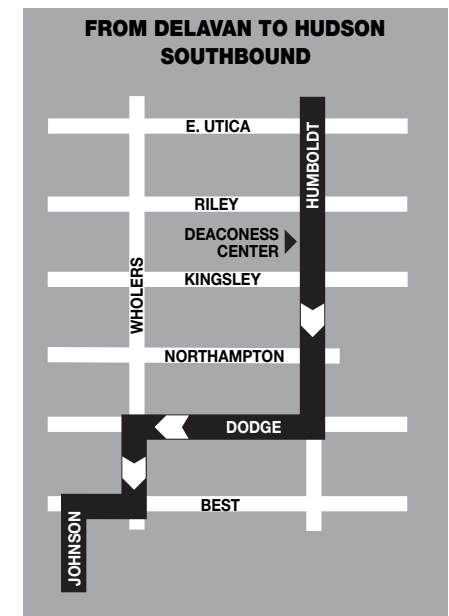 FROM DELAVAN TO HUDSON
SOUTHBOUND
E. UTICA
HUMBOLDT
RILEY
DEACONESS
CENTER
KINGSLEY
WHOLERS
NORTHAMPTON
DODGE
BEST
JOHNSON